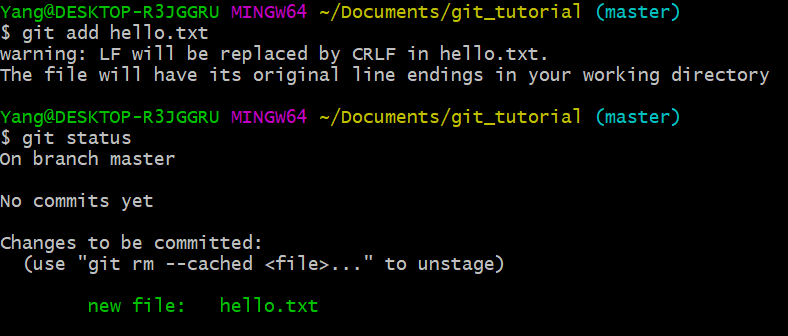 Yang@DESKTOP-R3JGGRU MINGW64 ~/Documents/git_tutorial (master)
$ git add hello.txt
warning: LF will be replaced by CRLF in hello.txt.
The file will have its original line endings in your working directory
Yang@DESKTOP-R3JGGRU MINGW64 ~/Documents/git_tutorial (master)
$ git status
On branch master
No commits yet
Changes to be committed:
  (use "git rm --cached <file>..." to unstage)
        new file:   hello.txt